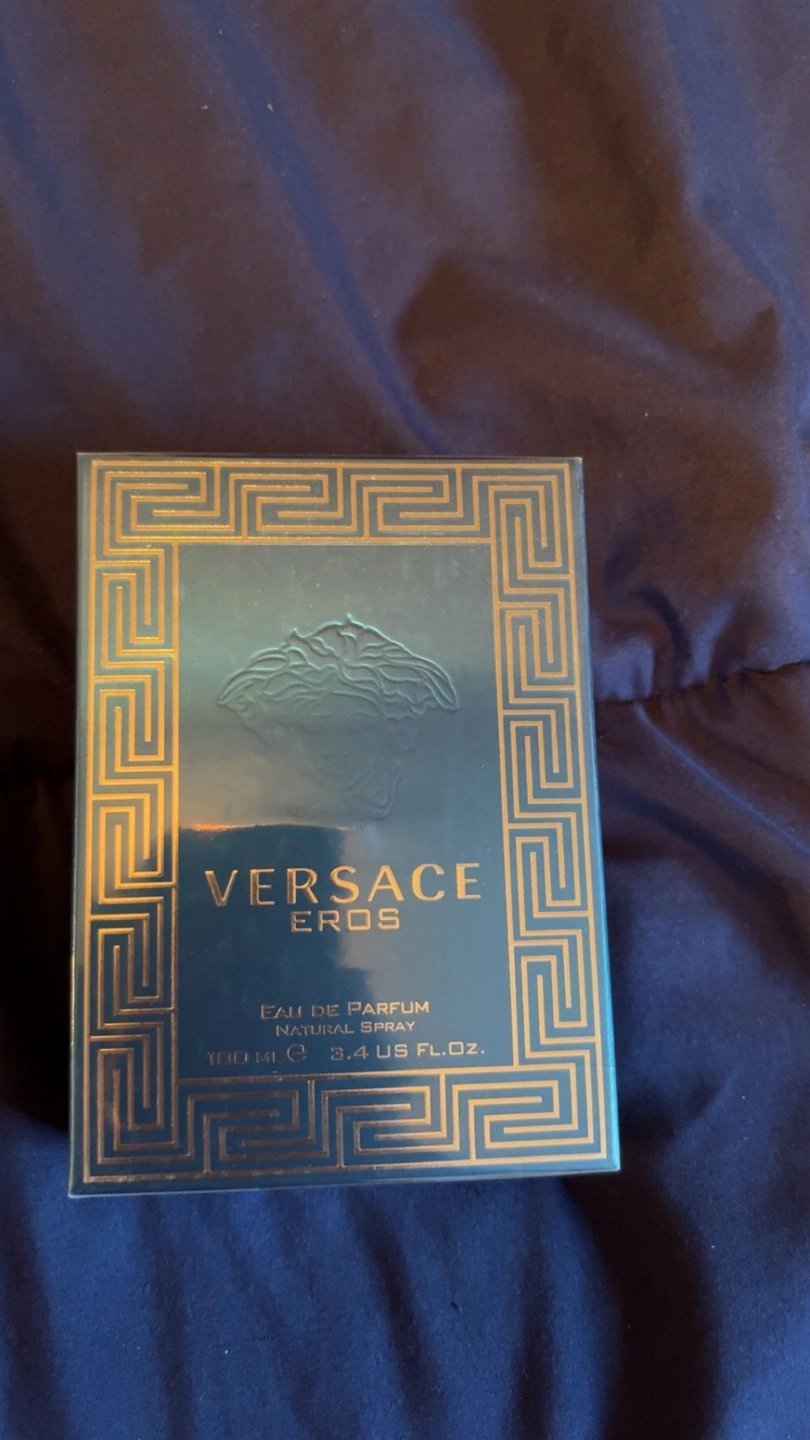 VERSACE
EROS
EAU DE PARFUM
NATURAL SPRAY
100 ML ℮ 3.4 US FL.OZ.